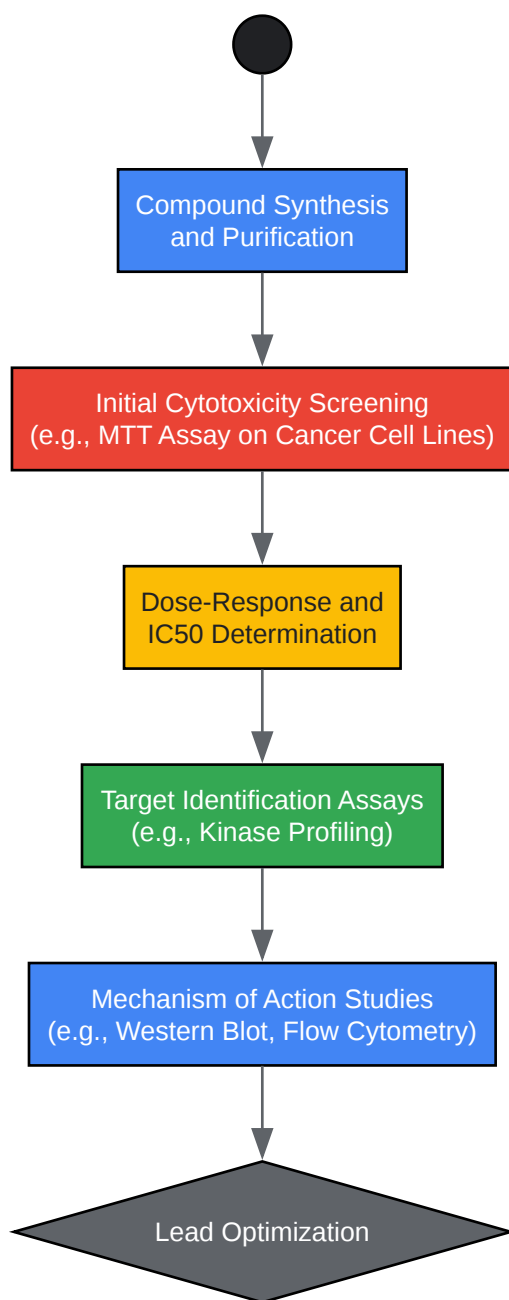 Compound Synthesis
and Purification
Initial Cytotoxicity Screening
(e.g., MTT Assay on Cancer Cell Lines)
Dose-Response and
IC50 Determination
Target Identification Assays
(e.g., Kinase Profiling)
Mechanism of Action Studies
(e.g., Western Blot, Flow Cytometry)
Lead Optimization